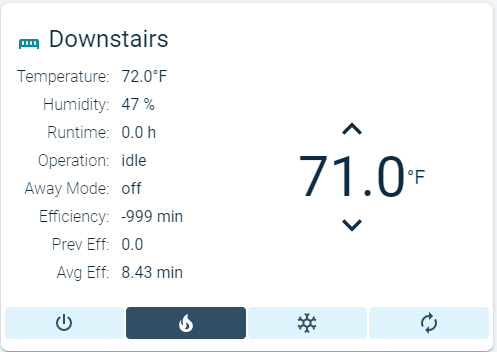 Downstairs
Temperature: 72.0°F
Humidity: 47 %
Runtime: 0.0 h
Operation: idle
Away Mode: off
Efficiency: -999 min
Prev Eff: 0.0
Avg Eff: 8.43 min
71.0°F